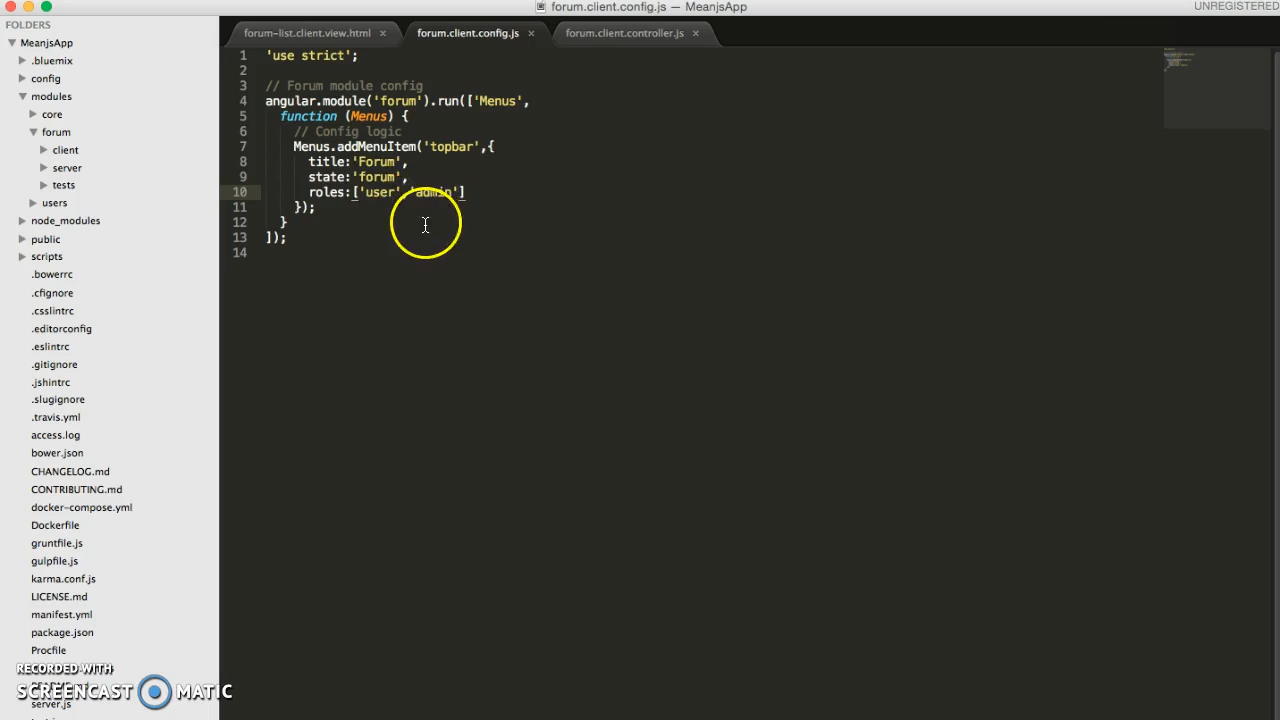 forum.client.config.js — MeanjsApp
UNREGISTERED
FOLDERS
MeanjsApp
.bluemix
config
modules
core
forum
client
server
tests
users
node_modules
public
scripts
.bowerrc
.cfignore
.csslintrc
.editorconfig
.eslintrc
.gitignore
.jshintrc
.slugignore
.travis.yml
access.log
bower.json
CHANGELOG.md
CONTRIBUTING.md
docker-compose.yml
Dockerfile
gruntfile.js
gulpfile.js
karma.conf.js
LICENSE.md
manifest.yml
package.json
Procfile
server.js
RECORDED WITH
SCREENCAST MATIC
forum-list.client.view.html ×
forum.client.config.js ×
forum.client.controller.js ×
1 'use strict';
2
3 // Forum module config
4 angular.module('forum').run(['Menus',
5 function (Menus) {
6 // Config logic
7 Menus.addMenuItem('topbar',{
8 title:'Forum',
9 state:'forum',
10 roles:['user','admin']
11 });
12 }
13 ]);
14